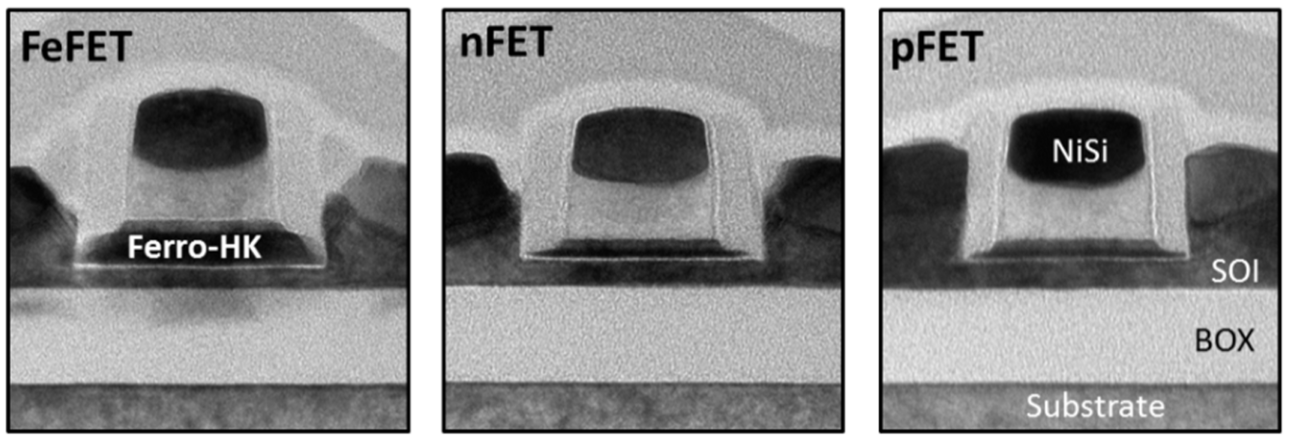 FeFET
Ferro-HK
nFET
pFET
NiSi
SOI
BOX
Substrate